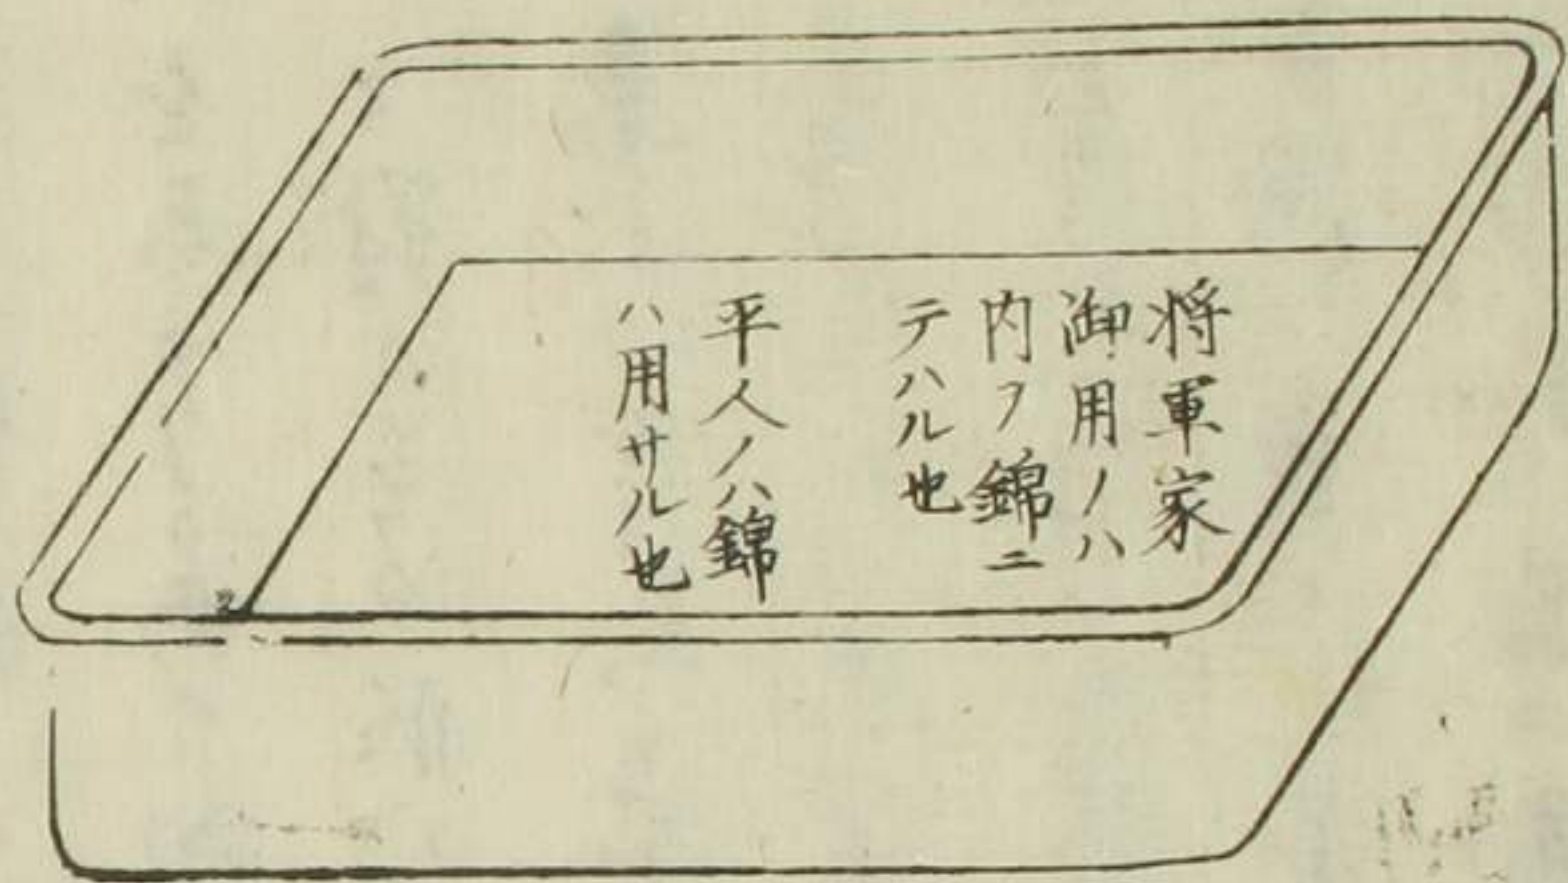 将軍家
御用ノハ
内ヲ錦ニ
テハル也
平人ノハ錦
ハ用サル也